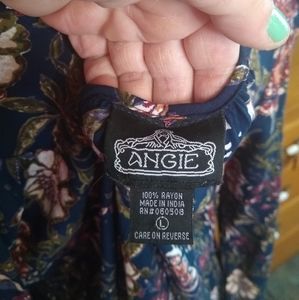 ANGIE
100% RAYON
MADE IN INDIA
RN#060508
L
CARE ON REVERSE